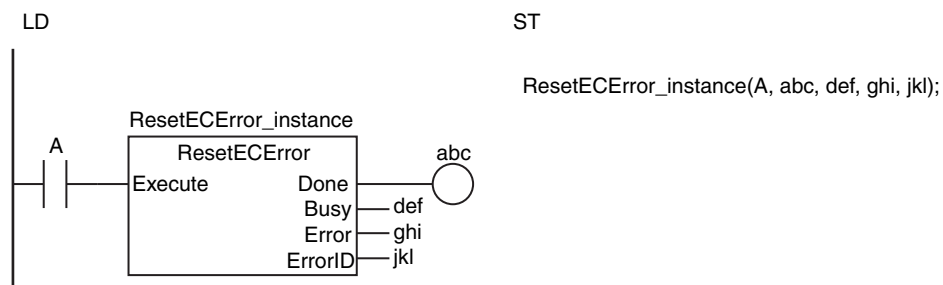 LD
ST
ResetECError_instance(A, abc, def, ghi, jkl);
ResetECError_instance
A
ResetECError
abc
Execute
Done
Busy
def
Error
ghi
ErrorID
jkl